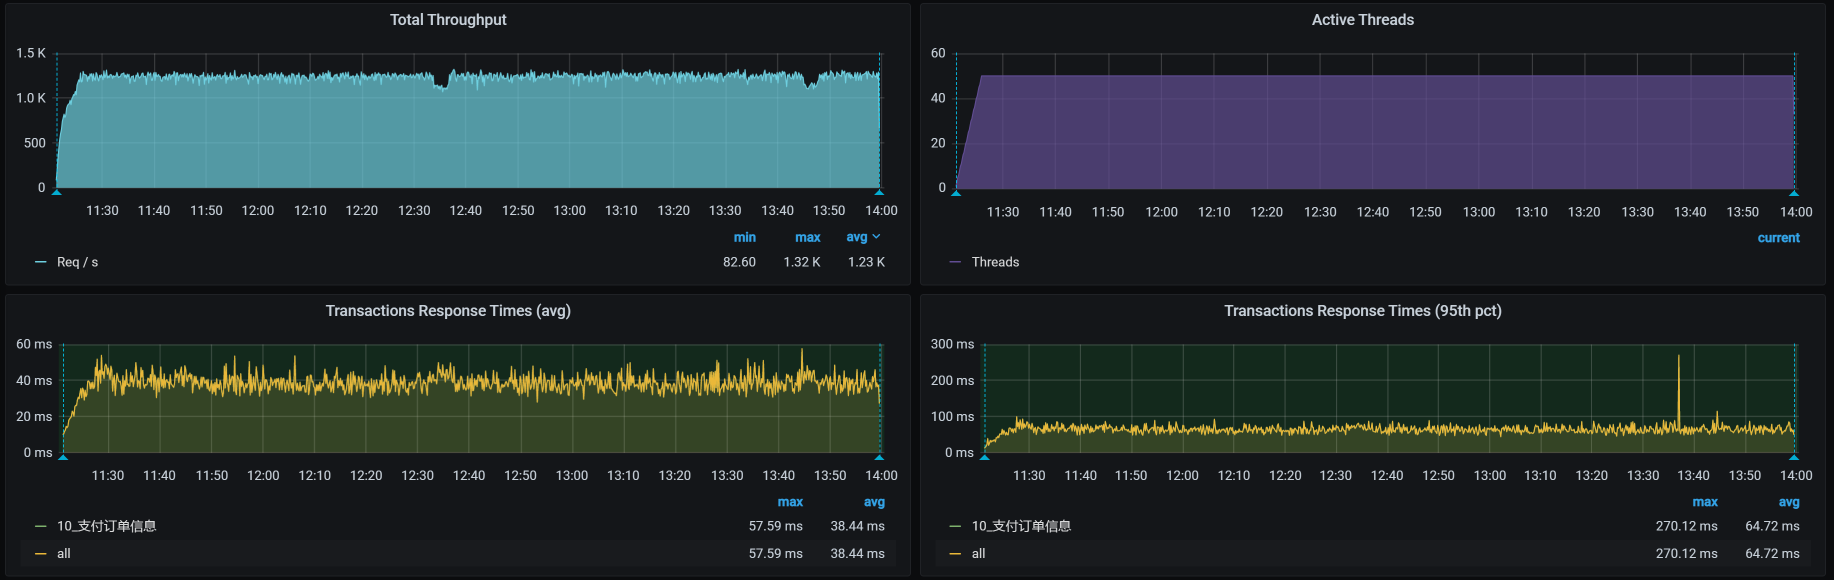 Total Throughput
1.5 K
1.0 K
500
0
11:30 11:40 11:50 12:00 12:10 12:20 12:30 12:40 12:50 13:00 13:10 13:20 13:30 13:40 13:50 14:00
min max avg
Req / s 82.60 1.32 K 1.23 K
Active Threads
60
40
20
0
11:30 11:40 11:50 12:00 12:10 12:20 12:30 12:40 12:50 13:00 13:10 13:20 13:30 13:40 13:50 14:00
current
Threads
Transactions Response Times (avg)
60 ms
40 ms
20 ms
0 ms
11:30 11:40 11:50 12:00 12:10 12:20 12:30 12:40 12:50 13:00 13:10 13:20 13:30 13:40 13:50 14:00
max avg
10_支付订单信息 57.59 ms 38.44 ms
all 57.59 ms 38.44 ms
Transactions Response Times (95th pct)
300 ms
200 ms
100 ms
0 ms
11:30 11:40 11:50 12:00 12:10 12:20 12:30 12:40 12:50 13:00 13:10 13:20 13:30 13:40 13:50 14:00
max avg
10_支付订单信息 270.12 ms 64.72 ms
all 270.12 ms 64.72 ms